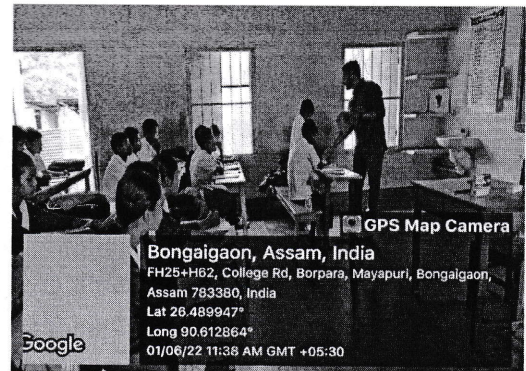 GPS Map Camera
Bongaigaon, Assam, India
FH25+H62, College Rd, Borpara, Mayapuri, Bongaigaon,
Assam 783380, India
Lat 26.489947°
Long 90.612864°
01/06/22 11:38 AM GMT +05:30
Google